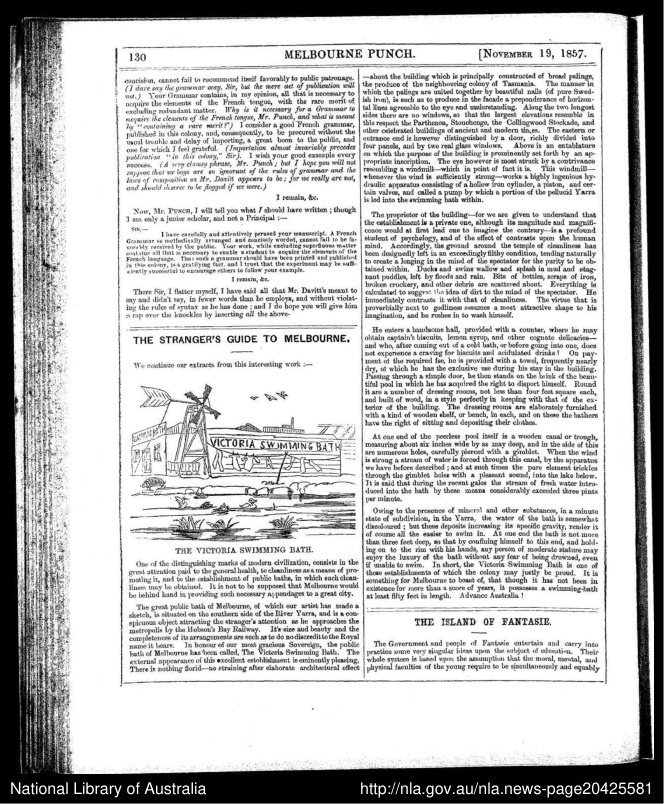 130
MELBOURNE PUNCH.
[NOVEMBER 19, 1857.
concision, cannot fail to recommend itself favorably to public patronage.
(I dare say the grammar may, Sir, but the mere act of publication will
not.) Your Grammar contains, in my opinion, all that is necessary to
acquire the elements of the French tongue, with the rare merit of
excluding redundant matter. Why is it necessary for a Grammar to
acquire the elements of the French tongue, Mr. Punch, and what is meant
by "containing a rare merit?") I consider a good French grammar,
published in this colony, and, consequently, to be procured without the
usual trouble and delay of importing, a great boon to the public, and
one for which I feel grateful. (Importation almost invariably precedes
publication "in this colony," Sir). I wish your good example every
success. (A very clumsy phrase, Mr. Punch; but I hope you will not
suppose that we boys are so ignorant of the rules of grammar and the
laws of composition as Mr. Davitt appears to be; for we really are not,
and should deserve to be flogged if we were.)
I remain, &c.
Now, MR. PUNCH, I will tell you what I should have written; though
I am only a junior scholar, and not a Principal:—
SIR,—
I have carefully and attentively perused your manuscript. A French
Grammar so methodically arranged and concisely worded, cannot fail to be fa-
vorably received by the public. Your work, while excluding superfluous matter
contains all that is necessary to enable a student to acquire the elements of the
French language. That such a grammar should have been printed and published
in this colony, is a gratifying fact, and I trust that the experiment may be suffi-
ciently successful to encourage others to follow your example.
I remain, &c.
There Sir, I flatter myself, I have said all that Mr. Davitt meant to
say and didn't say, in fewer words than he employs, and without violat-
ing the rules of syntax as he has done; and I do hope you will give him
a rap over the knuckles by inserting all the above-
THE STRANGER'S GUIDE TO MELBOURNE.
We continue our extracts from this interesting work:—
VICTORIA SWIMMING BATH
THE VICTORIA SWIMMING BATH.
One of the distinguishing marks of modern civilization, consists in the
great attention paid to the general health, to cleanliness as a means of pro-
moting it, and to the establishment of public baths, in which such clean-
liness may be obtained. It is not to be supposed that Melbourne would
be behind hand in providing such necessary appendages to a great city.
The great public bath of Melbourne, of which our artist has made a
sketch, is situated on the southern side of the River Yarra, and is a con-
spicuous object attracting the stranger's attention as he approaches the
metropolis by the Hobson's Bay Railway. It's size and beauty and the
completeness of its arrangements are such as to do no discredit to the Royal
name it bears. In honour of our most gracious Sovereign, the public
bath of Melbourne has been called, The Victoria Swimming Bath. The
external appearance of this excellent establishment is eminently pleasing,
There is nothing florid—no straining after elaborate architectural effect
—about the building which is principally constructed of broad palings,
the produce of the neighbouring colony of Tasmania. The manner in
which the palings are united together by beautiful nails (of pure Swed-
ish iron), is such as to produce in the facade a preponderance of horizon-
tal lines agreeable to the eye and understanding. Along the two longest
sides there are no windows, so that the largest elevations resemble in
this respect the Parthenon, Stonehenge, the Collingwood Stockade, and
other celebrated buildings of ancient and modern times. The eastern or
entrance end is however distinguished by a door, richly divided into
four panels, and by two real glass windows. Above is an entablature
on which the purpose of the building is prominently set forth by an ap-
propriate inscription. The eye however is most struck by a contrivance
resembling a windmill—which in point of fact it is. This windmill—
whenever the wind is sufficiently strong—works a highly ingenious hy-
draulic apparatus consisting of a hollow iron cylinder, a piston, and cer-
tain valves, and called a pump by which a portion of the pellucid Yarra
is led into the swimming bath within.
The proprietor of the building—for we are given to understand that
the establishment is a private one, although its magnitude and magnifi-
cence would at first lead one to imagine the contrary—is a profound
student of psychology, and of the effect of contrasts upon the human
mind. Accordingly, the ground around the temple of cleanliness has
been designedly left in an exceedingly filthy condition, tending naturally
to create a longing in the mind of the spectator for the purity to be ob-
tained within. Ducks and swine wallow and splash in mud and stag-
nant puddles, left by floods and rain. Bits of bottles, scraps of iron,
broken crockery, and other debris are scattered about. Everything is
calculated to suggest the idea of dirt to the mind of the spectator. He
immediately contrasts it with that of cleanliness. The virtue that is
proverbially next to godliness assumes a most attractive shape to his
imagination, and he rushes in to wash himself.
He enters a handsome hall, provided with a counter, where he may
obtain captain's biscuits, lemon syrup, and other cognate delicacies—
and who, after coming out of a cold bath, or before going into one, does
not experience a craving for biscuits and acidulated drinks? On pay-
ment of the required fee, he is provided with a towel, frequently nearly
dry, of which he has the exclusive use during his stay in the building.
Passing through a simple door, he then stands on the brink of the beau-
tiful pool in which he has acquired the right to disport himself. Round
it are a number of dressing rooms, not less than four feet square each,
and built of wood, in a style perfectly in keeping with that of the ex-
terior of the building. The dressing rooms are elaborately furnished
with a kind of wooden shelf, or bench, in each, and on these the bathers
have the right of sitting and depositing their clothes.
At one end of the peerless pool itself is a wooden canal or trough,
measuring about six inches wide by as may deep, and in the side of this
are numerous holes, carefully pierced with a gimblet. When the wind
is strong a stream of water is forced through this canal, by the apparatus
we have before described; and at such times the pure element trickles
through the gimblet holes with a pleasant sound, into the lake below.
It is said that during the recent gales the stream of fresh water intro-
duced into the bath by these means considerably exceeded three pints
per minute.
Owing to the presence of mineral and other substances, in a minute
state of subdivision, in the Yarra, the water of the bath is somewhat
discoloured; but these deposits increasing its specific gravity, render it
of course all the easier to swim in. At one end the bath is not more
than three feet deep, so that by confining himself to this end, and hold-
ing on to the rim with his hands, any person of moderate stature may
enjoy the luxury of the bath without any fear of being drowned, even
if unable to swim. In short, the Victoria Swimming Bath is one of
those establishments of which the colony may justly be proud. It is
something for Melbourne to boast of, that though it has not been in
existence for more than a score of years, it possesses a swimming-bath
at least fifty feet in length. Advance Australia!
THE ISLAND OF FANTASIE.
The Government and people of Fantasie entertain and carry into
practice some very singular ideas upon the subject of education. Their
whole system is based upon the assumption that the moral, mental, and
physical faculties of the young require to be simultaneously and equably
National Library of Australia
http://nla.gov.au/nla.news-page20425581